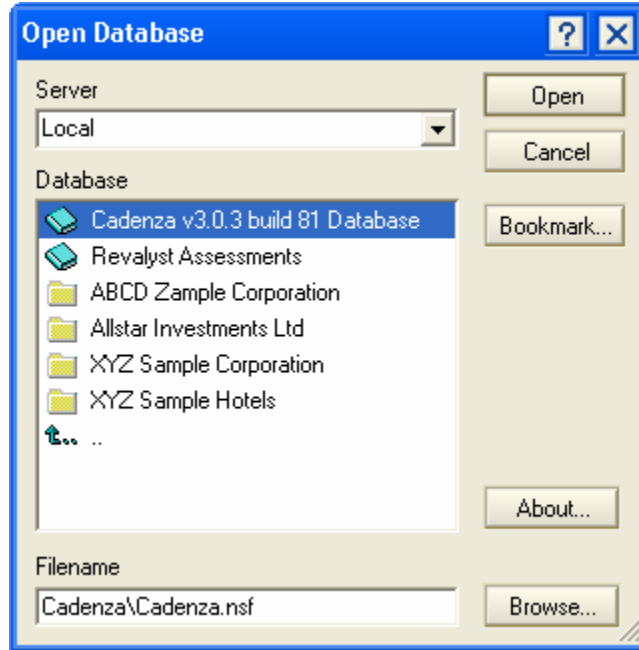 Open Database
Server
Local
Database
Cadenza v3.0.3 build 81 Database
Revalyst Assessments
ABCD Zample Corporation
Allstar Investments Ltd
XYZ Sample Corporation
XYZ Sample Hotels
..
Filename
Cadenza\Cadenza.nsf
Open
Cancel
Bookmark...
About...
Browse...